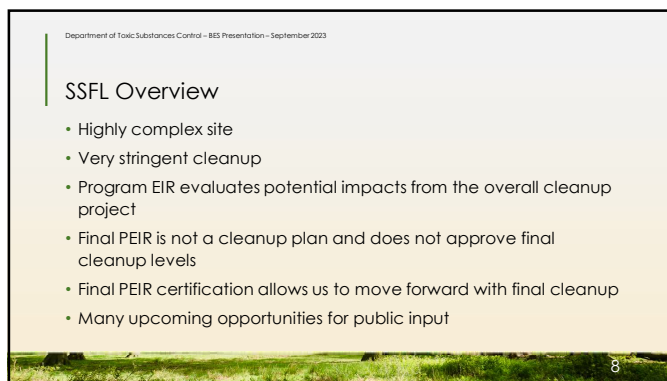 Department of Toxic Substances Control – BES Presentation – September 2023
SSFL Overview
• Highly complex site
• Very stringent cleanup
• Program EIR evaluates potential impacts from the overall cleanup
project
• Final PEIR is not a cleanup plan and does not approve final
cleanup levels
• Final PEIR certification allows us to move forward with final cleanup
• Many upcoming opportunities for public input
8